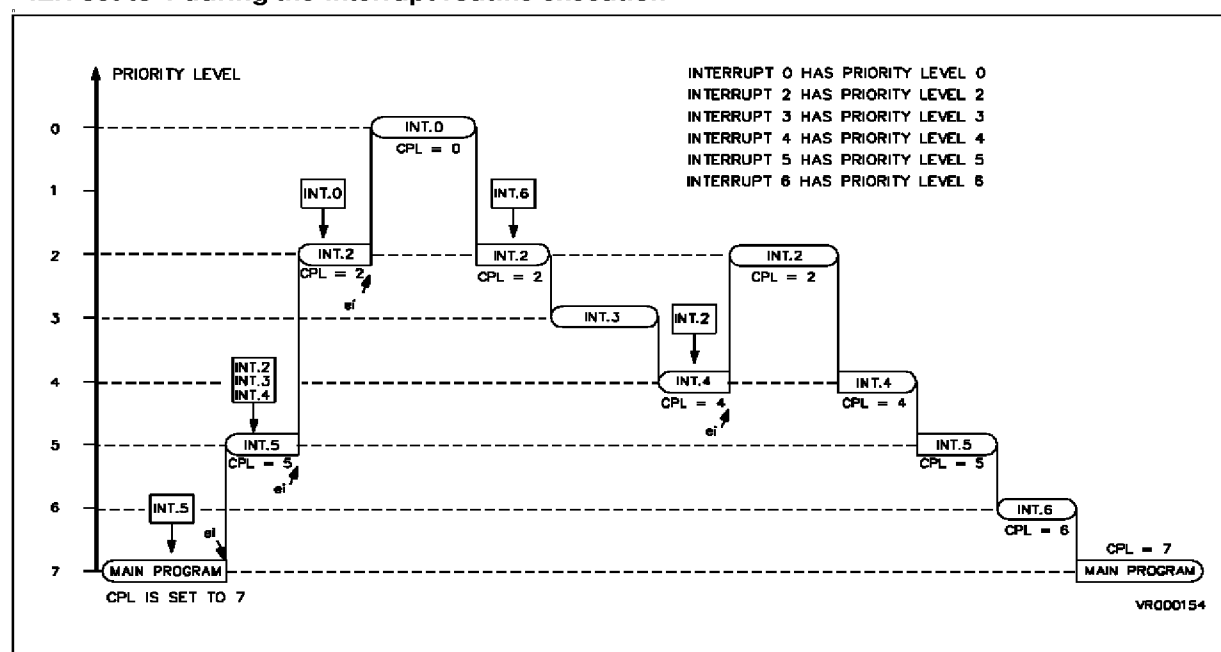 PRIORITY LEVEL
INTERRUPT 0 HAS PRIORITY LEVEL 0
INTERRUPT 2 HAS PRIORITY LEVEL 2
INTERRUPT 3 HAS PRIORITY LEVEL 3
INTERRUPT 4 HAS PRIORITY LEVEL 4
INTERRUPT 5 HAS PRIORITY LEVEL 5
INTERRUPT 6 HAS PRIORITY LEVEL 6
0
INT.0
CPL = 0
1
INT.0
INT.6
2
INT.2
CPL = 2
ei
INT.2
CPL = 2
INT.2
CPL = 2
3
INT.3
INT.2
INT.2
INT.3
INT.4
4
INT.4
CPL = 4
ei
INT.4
CPL = 4
5
INT.5
CPL = 5
ei
INT.5
CPL = 5
6
INT.5
ei
INT.6
CPL = 6
7
MAIN PROGRAM
CPL IS SET TO 7
CPL = 7
MAIN PROGRAM
VR000154